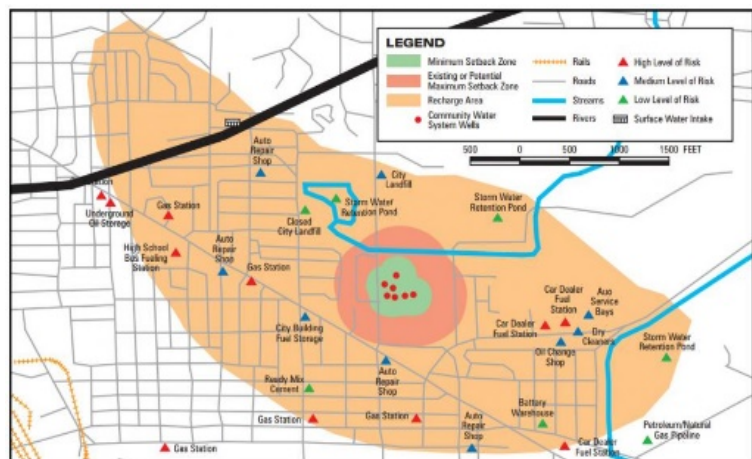 LEGEND
Minimum Setback Zone
Existing or Potential
Maximum Setback Zone
Recharge Area
Community Water
System Wells
Rails
Roads
Streams
Rivers
High Level of Risk
Medium Level of Risk
Low Level of Risk
Surface Water Intake
500 0 500 1000 1500 FEET
Auto
Repair
Shop
City
Landfill
Storm Water
Retention Pond
Storm Water
Retention Pond
Underground
Oil Storage
Gas Station
Closed
City Landfill
High School
Bus Fueling
Station
Auto
Repair
Shop
Gas Station
Car Dealer
Fuel
Station
Auo
Service
Bays
Car Dealer
Fuel Station
Dry
Cleaners
City Building
Fuel Storage
Oil Change
Shop
Storm Water
Retention Pond
Auto
Repair
Shop
Ready Mix
Cement
Battery
Warehouse
Gas Station
Gas Station
Auto
Repair
Shop
Petroleum/Natural
Gas Pipeline
Gas Station
Car Dealer
Fuel Station